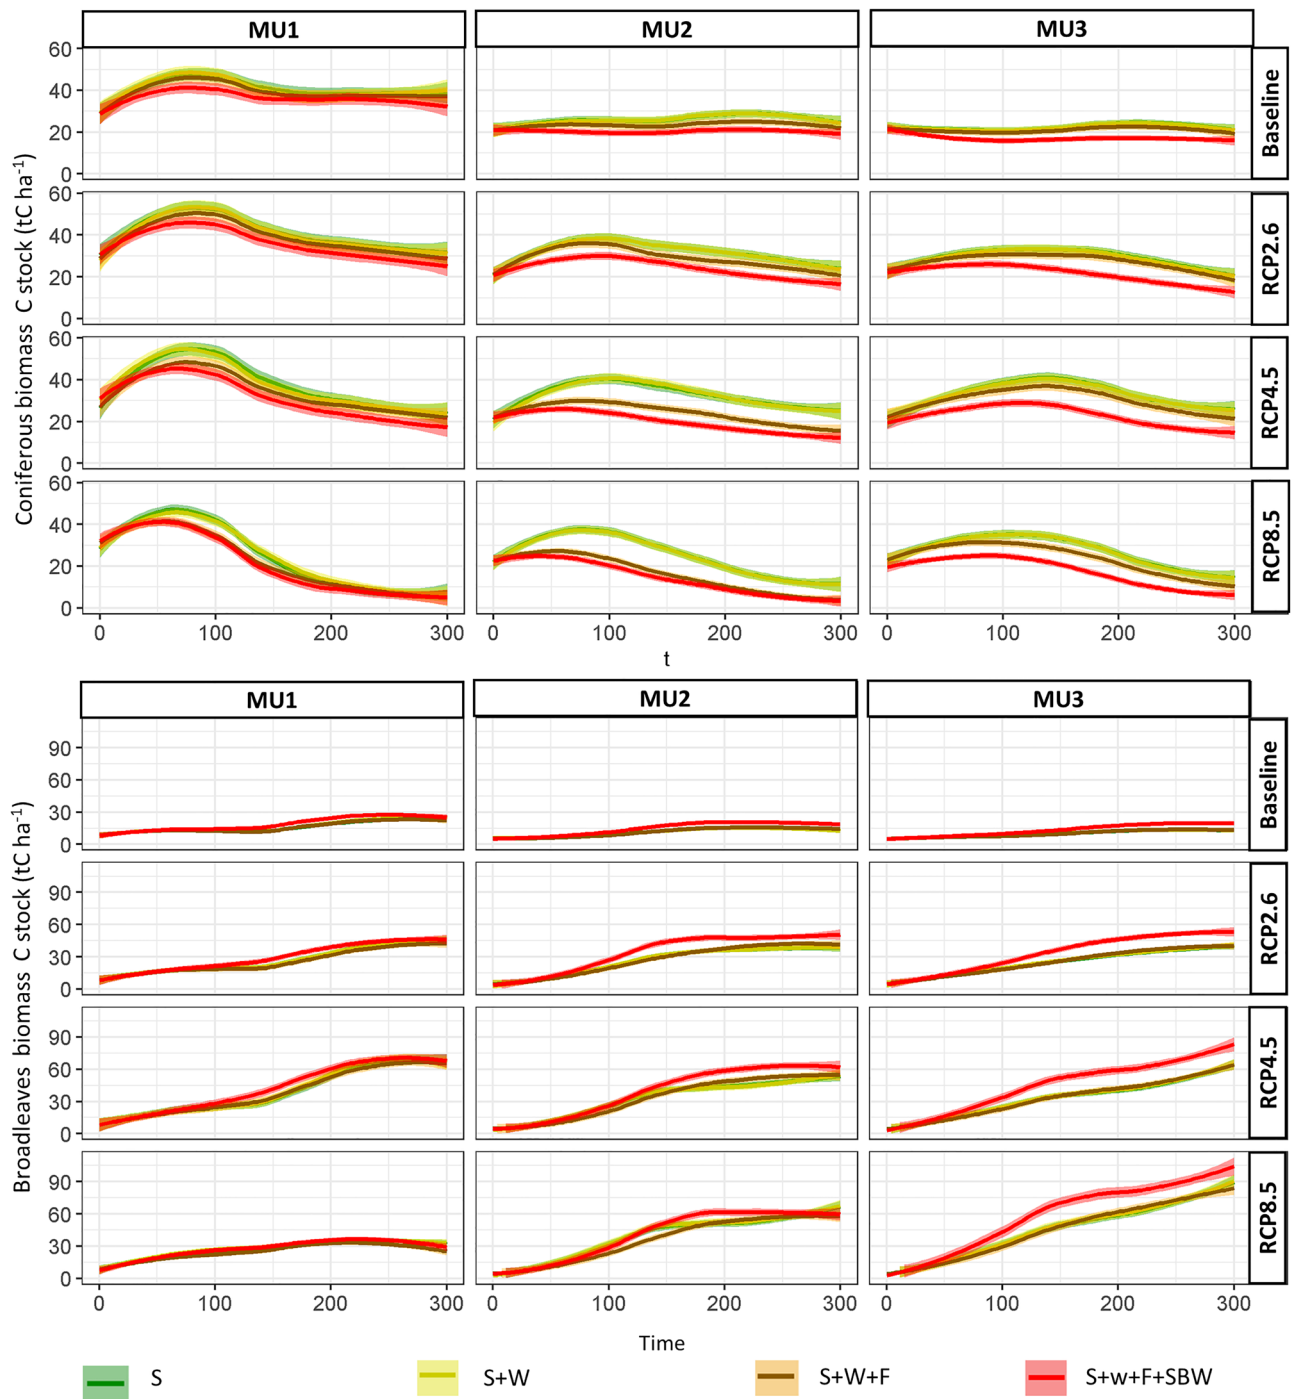 MU1 MU2 MU3
Coniferous biomass C stock (tC ha⁻¹)
60
40
20
0
Baseline
60
40
20
0
RCP2.6
60
40
20
0
RCP4.5
60
40
20
0
RCP8.5
0 100 200 300 0 100 200 300 0 100 200 300
t
MU1 MU2 MU3
Broadleaves biomass C stock (tC ha⁻¹)
90
60
30
0
Baseline
90
60
30
0
RCP2.6
90
60
30
0
RCP4.5
90
60
30
0
RCP8.5
0 100 200 300 0 100 200 300 0 100 200 300
Time
S S+W S+W+F S+w+F+SBW